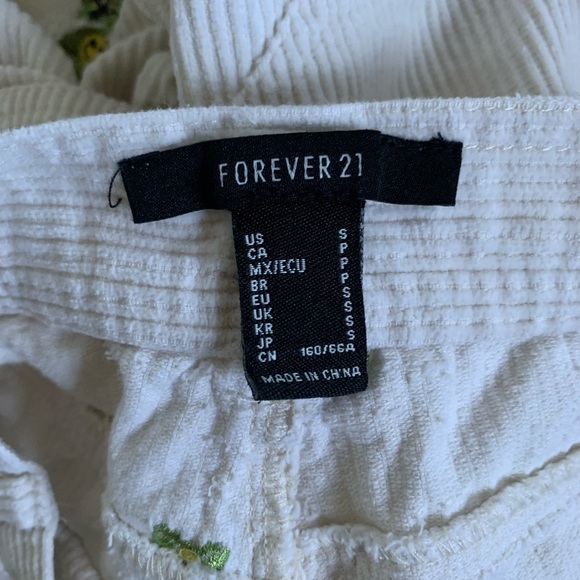 FOREVER 21
US S
CA P
MX/ECU P
BR P
EU S
UK S
KR S
JP S
CN 160/66A
MADE IN CHINA